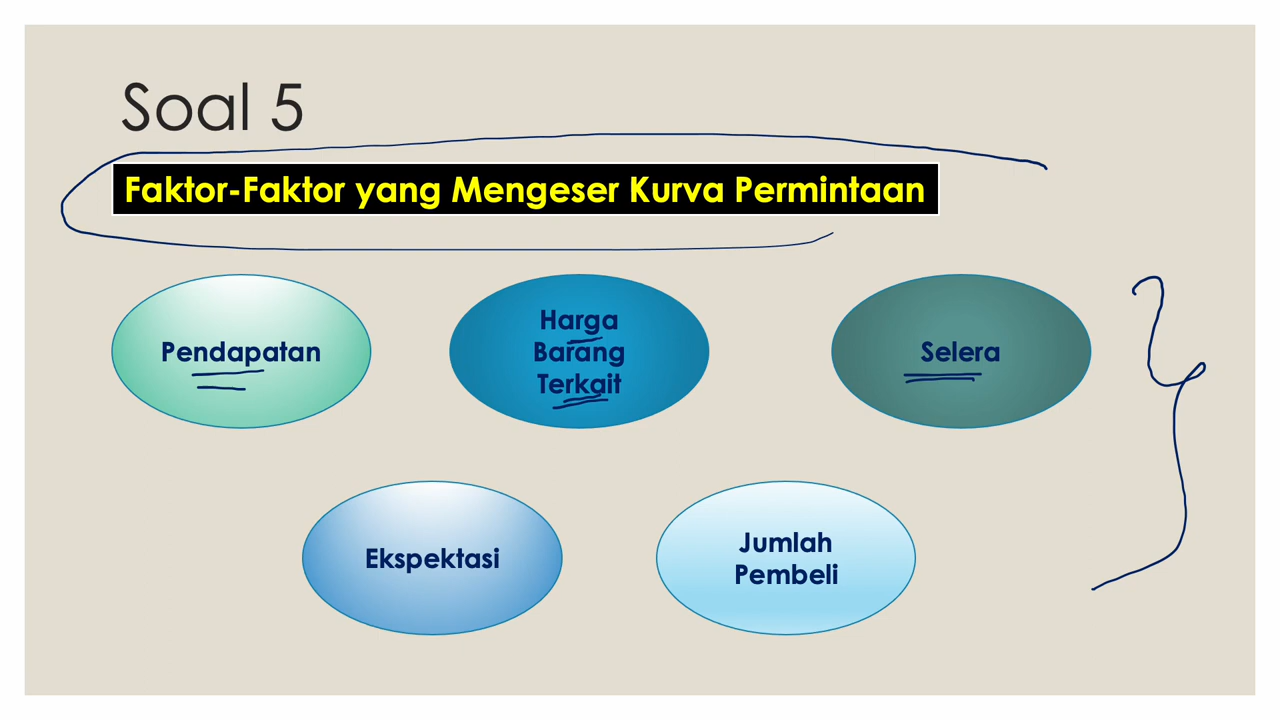 Soal 5
Faktor-Faktor yang Mengeser Kurva Permintaan
Pendapatan
Harga
Barang
Terkait
Selera
Ekspektasi
Jumlah
Pembeli